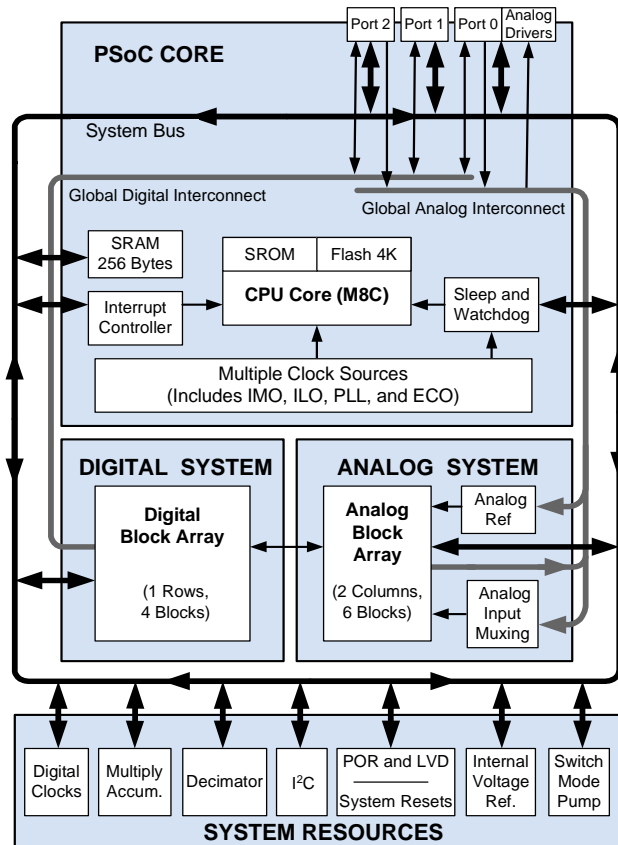 Port 2
Port 1
Port 0
Analog
Drivers
PSoC CORE
System Bus
Global Digital Interconnect
Global Analog Interconnect
SRAM
256 Bytes
SROM
Flash 4K
CPU Core (M8C)
Interrupt
Controller
Sleep and
Watchdog
Multiple Clock Sources
(Includes IMO, ILO, PLL, and ECO)
DIGITAL SYSTEM
ANALOG SYSTEM
Digital
Block Array
(1 Rows,
4 Blocks)
Analog
Block
Array
(2 Columns,
6 Blocks)
Analog
Ref
Analog
Input
Muxing
Digital
Clocks
Multiply
Accum.
Decimator
I²C
POR and LVD
System Resets
Internal
Voltage
Ref.
Switch
Mode
Pump
SYSTEM RESOURCES